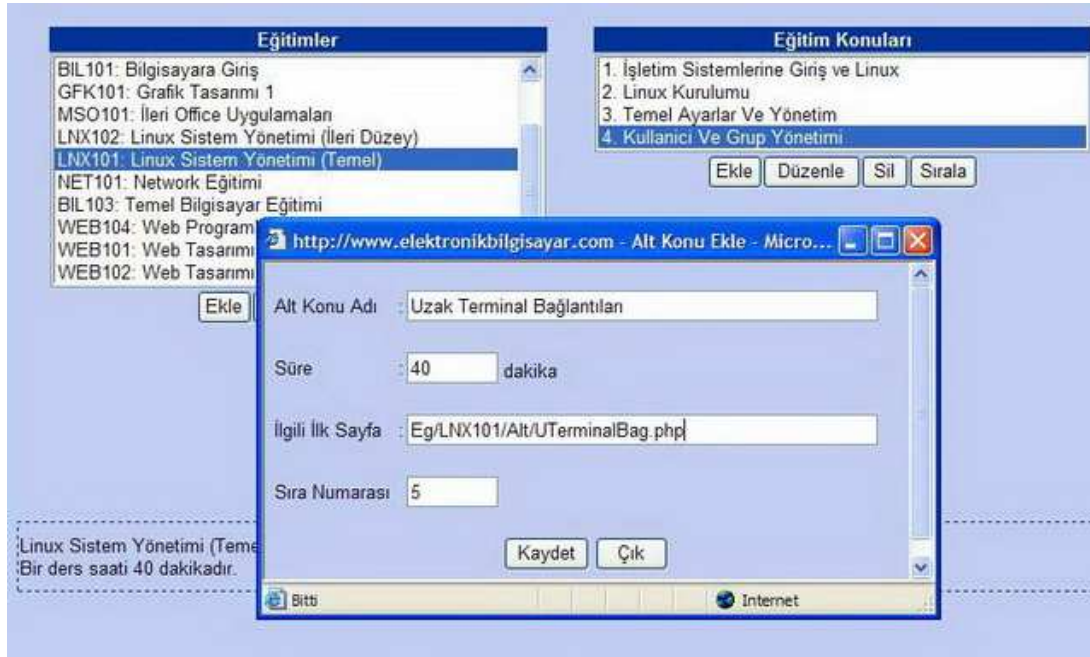 Eğitimler
BIL101: Bilgisayara Giriş
GFK101: Grafik Tasarımı 1
MSO101: İleri Office Uygulamaları
LNX102: Linux Sistem Yönetimi (İleri Düzey)
LNX101: Linux Sistem Yönetimi (Temel)
NET101: Network Eğitimi
BIL103: Temel Bilgisayar Eğitimi
WEB104: Web Program
WEB101: Web Tasarımı
WEB102: Web Tasarımı
Ekle
Eğitim Konuları
1. İşletim Sistemlerine Giriş ve Linux
2. Linux Kurulumu
3. Temel Ayarlar Ve Yönetim
4. Kullanici Ve Grup Yönetimi
Ekle Düzenle Sil Sırala
http://www.elektronikbilgisayar.com - Alt Konu Ekle - Micro...
Alt Konu Adı : Uzak Terminal Bağlantıları
Süre : 40 dakika
İlgili İlk Sayfa : Eg/LNX101/Alt/UTerminalBag.php
Sıra Numarası 5
Kaydet Çık
Bitti Internet
Linux Sistem Yönetimi (Teme
Bir ders saati 40 dakikadır.